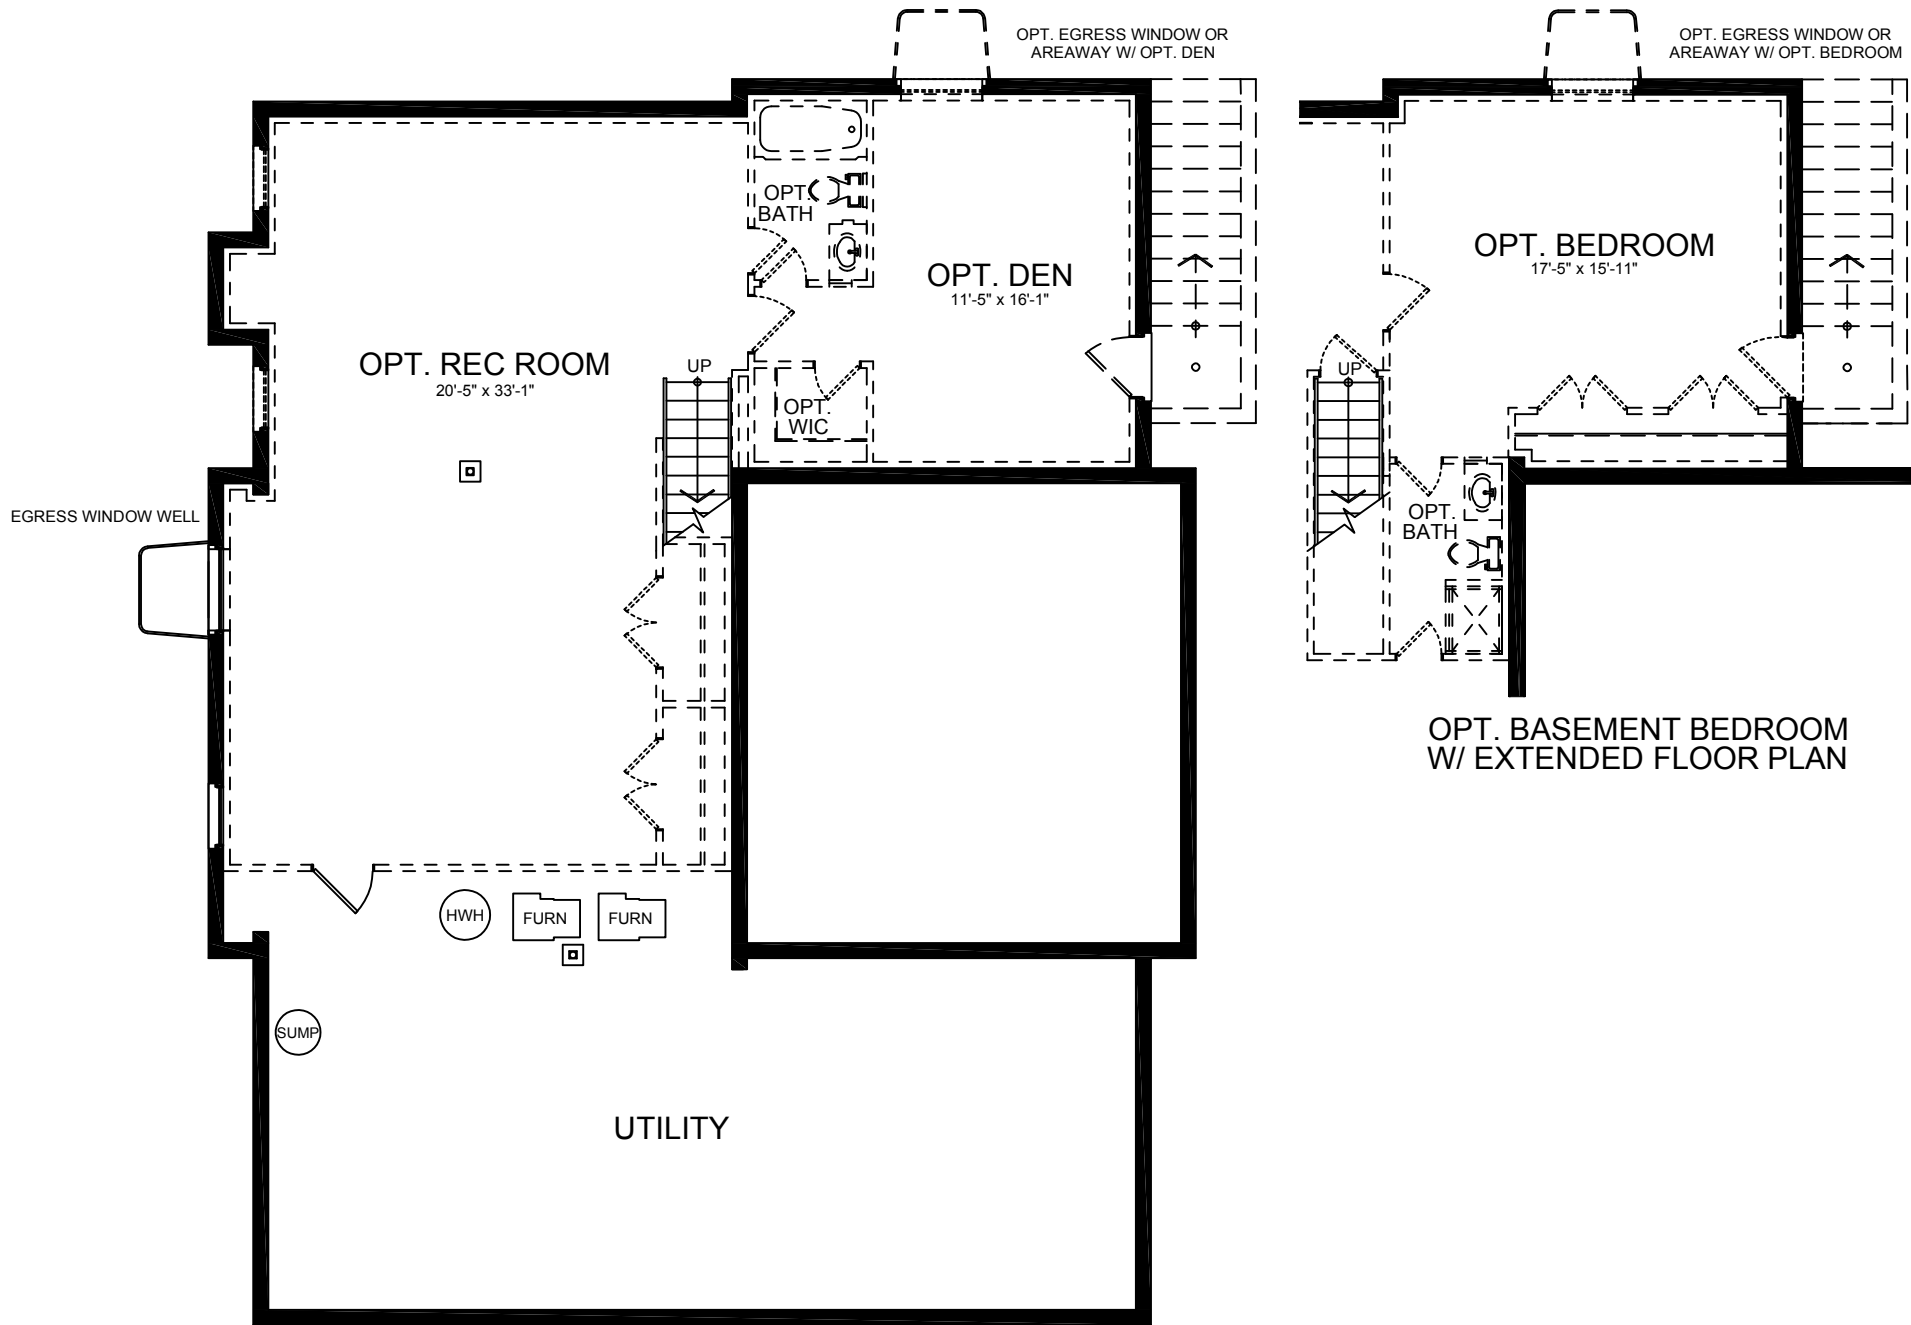 OPT. EGRESS WINDOW OR
AREAWAY W/ OPT. DEN
OPT.
BATH
OPT. DEN
11'-5" x 16'-1"
OPT. REC ROOM
20'-5" x 33'-1"
UP
OPT.
WIC
EGRESS WINDOW WELL
HWH
FURN
FURN
SUMP
UTILITY
OPT. EGRESS WINDOW OR
AREAWAY W/ OPT. BEDROOM
OPT. BEDROOM
17'-5" x 15'-11"
UP
OPT.
BATH
OPT. BASEMENT BEDROOM
W/ EXTENDED FLOOR PLAN